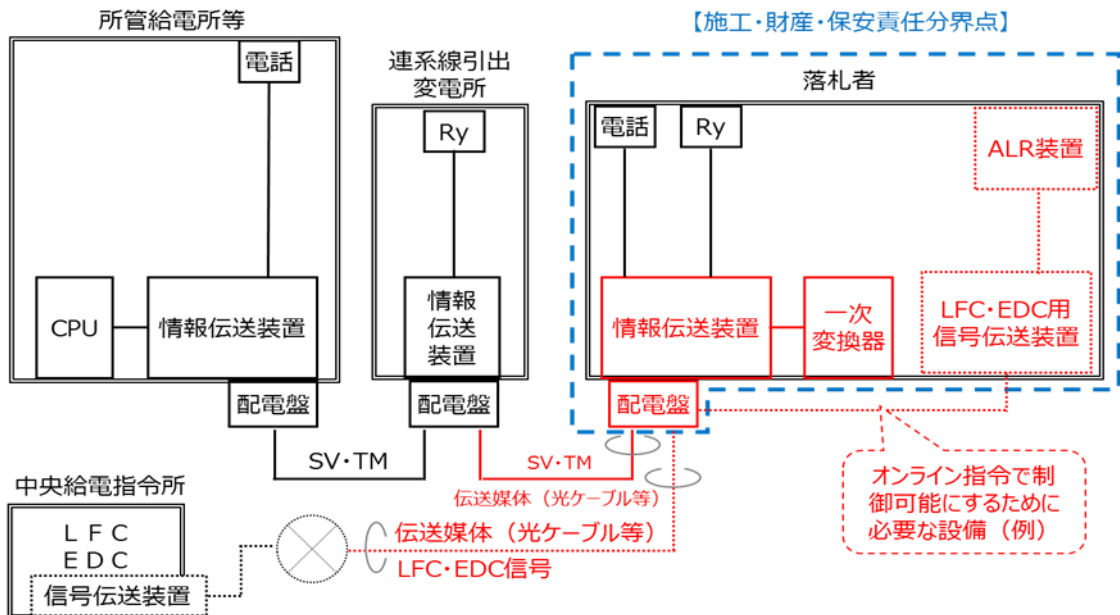 所管給電所等
電話
CPU
情報伝送装置
配電盤
連系線引出
変電所
Ry
情報
伝送
装置
配電盤
【施工・財産・保安責任分界点】
落札者
電話
Ry
ALR装置
情報伝送装置
一次
変換器
LFC・EDC用
信号伝送装置
配電盤
SV・TM
SV・TM
伝送媒体（光ケーブル等）
オンライン指令で制
御可能にするために
必要な設備（例）
中央給電指令所
ＬＦＣ
ＥＤＣ
信号伝送装置
伝送媒体（光ケーブル等）
LFC・EDC信号